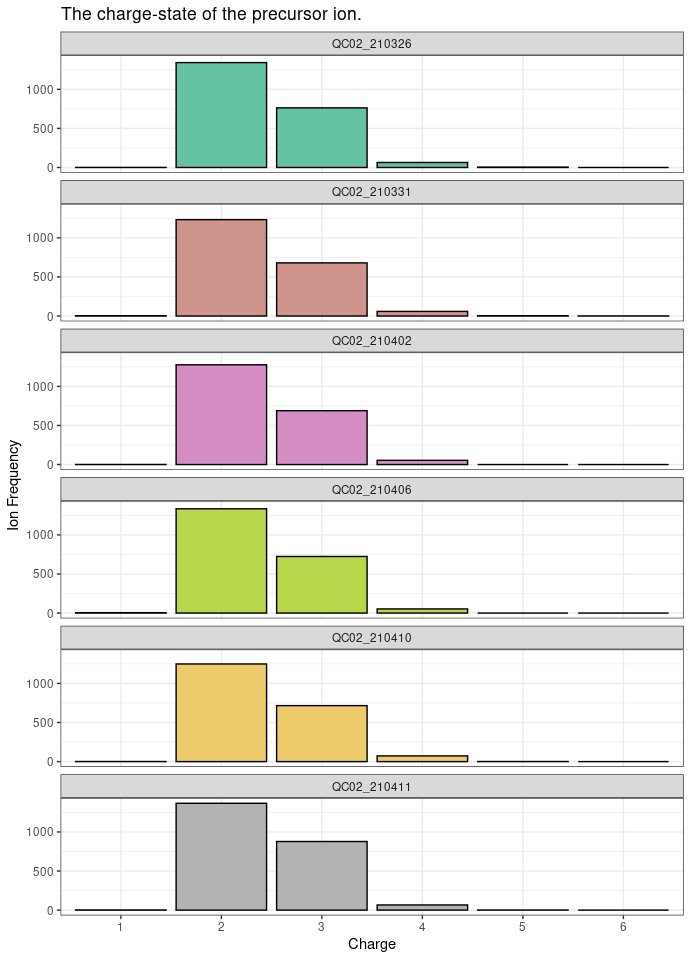 The charge-state of the precursor ion.
QC02_210326
1000
500
0
QC02_210331
1000
500
0
QC02_210402
1000
500
0
Ion Frequency
QC02_210406
1000
500
0
QC02_210410
1000
500
0
QC02_210411
1000
500
0
1 2 3 4 5 6
Charge